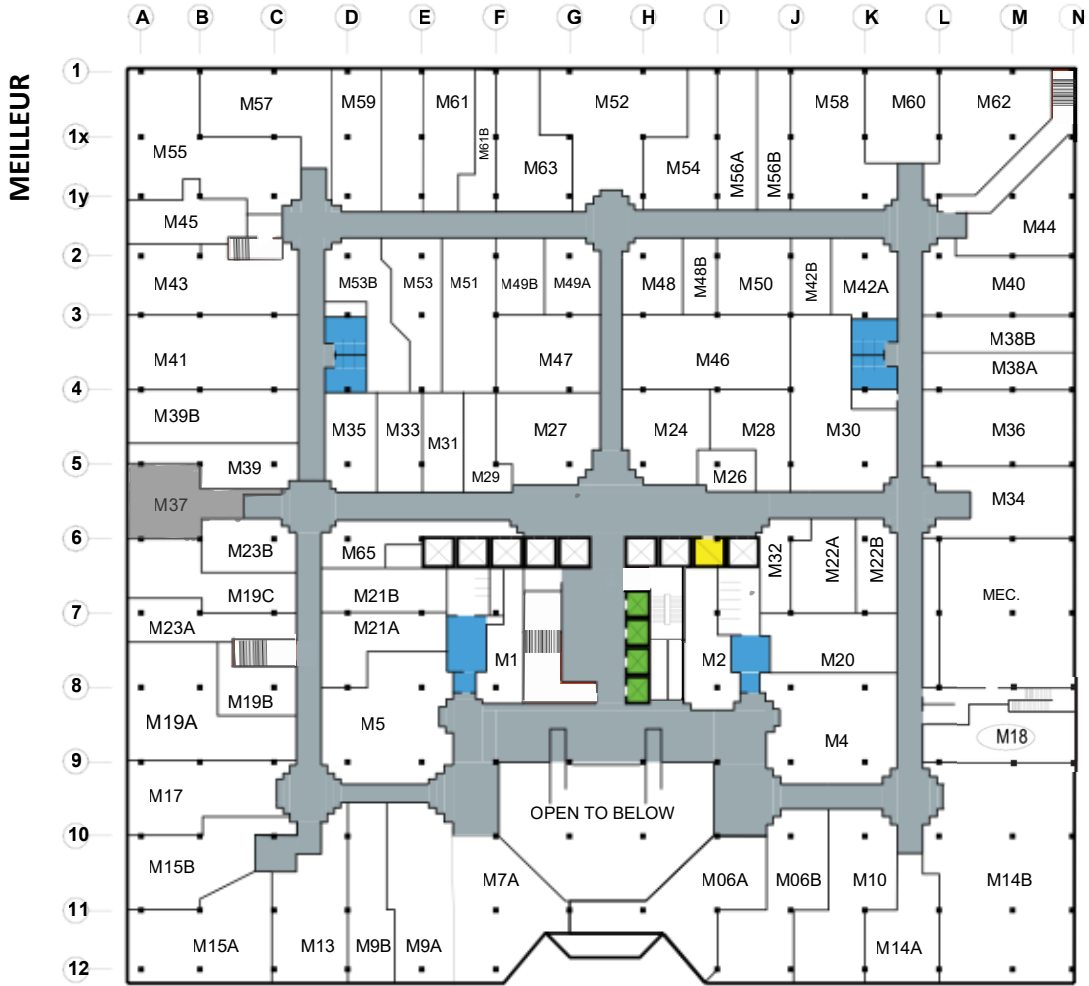 A B C D E F G H I J K L M N
MEILLEUR
1
M57 M59 M61 M52 M58 M60 M62
1x
M55 M61B M63 M54 M56A M56B
1y
M45 M44
2
M43 M53B M53 M51 M49B M49A M48 M48B M50 M42B M42A M40
3
M38B
M41 M47 M46
M38A
4
M39B M35 M33 M31 M27 M24 M28 M30 M36
5
M39 M29 M26
M37 M34
6
M23B M65 M32 M22A M22B
M19C M21B MEC.
7
M23A M21A
M1 M2 M20
8
M19B
M19A M5 M4 M18
9
M17
OPEN TO BELOW
10
M15B M7A M06A M06B M10 M14B
11
M15A M13 M9B M9A M14A
12